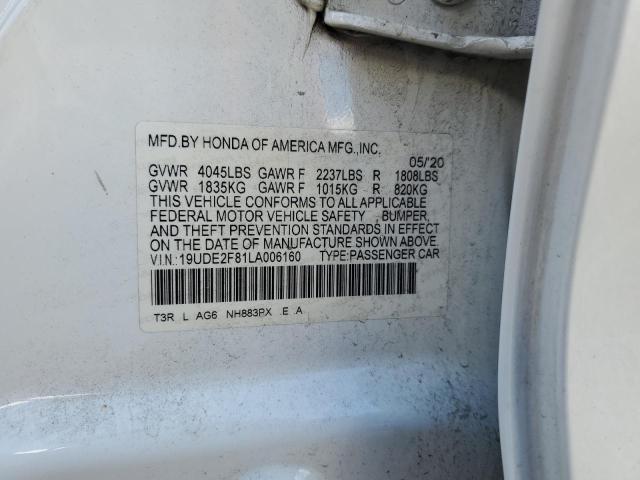 MFD.BY HONDA OF AMERICA MFG.,INC.
05/'20
GVWR 4045LBS GAWR F 2237LBS R 1808LBS
GVWR 1835KG GAWR F 1015KG R 820KG
THIS VEHICLE CONFORMS TO ALL APPLICABLE
FEDERAL MOTOR VEHICLE SAFETY , BUMPER,
AND THEFT PREVENTION STANDARDS IN EFFECT
ON THE DATE OF MANUFACTURE SHOWN ABOVE.
V.I.N.:19UDE2F81LA006160 TYPE:PASSENGER CAR
T3R L AG6 NH883PX .E .A